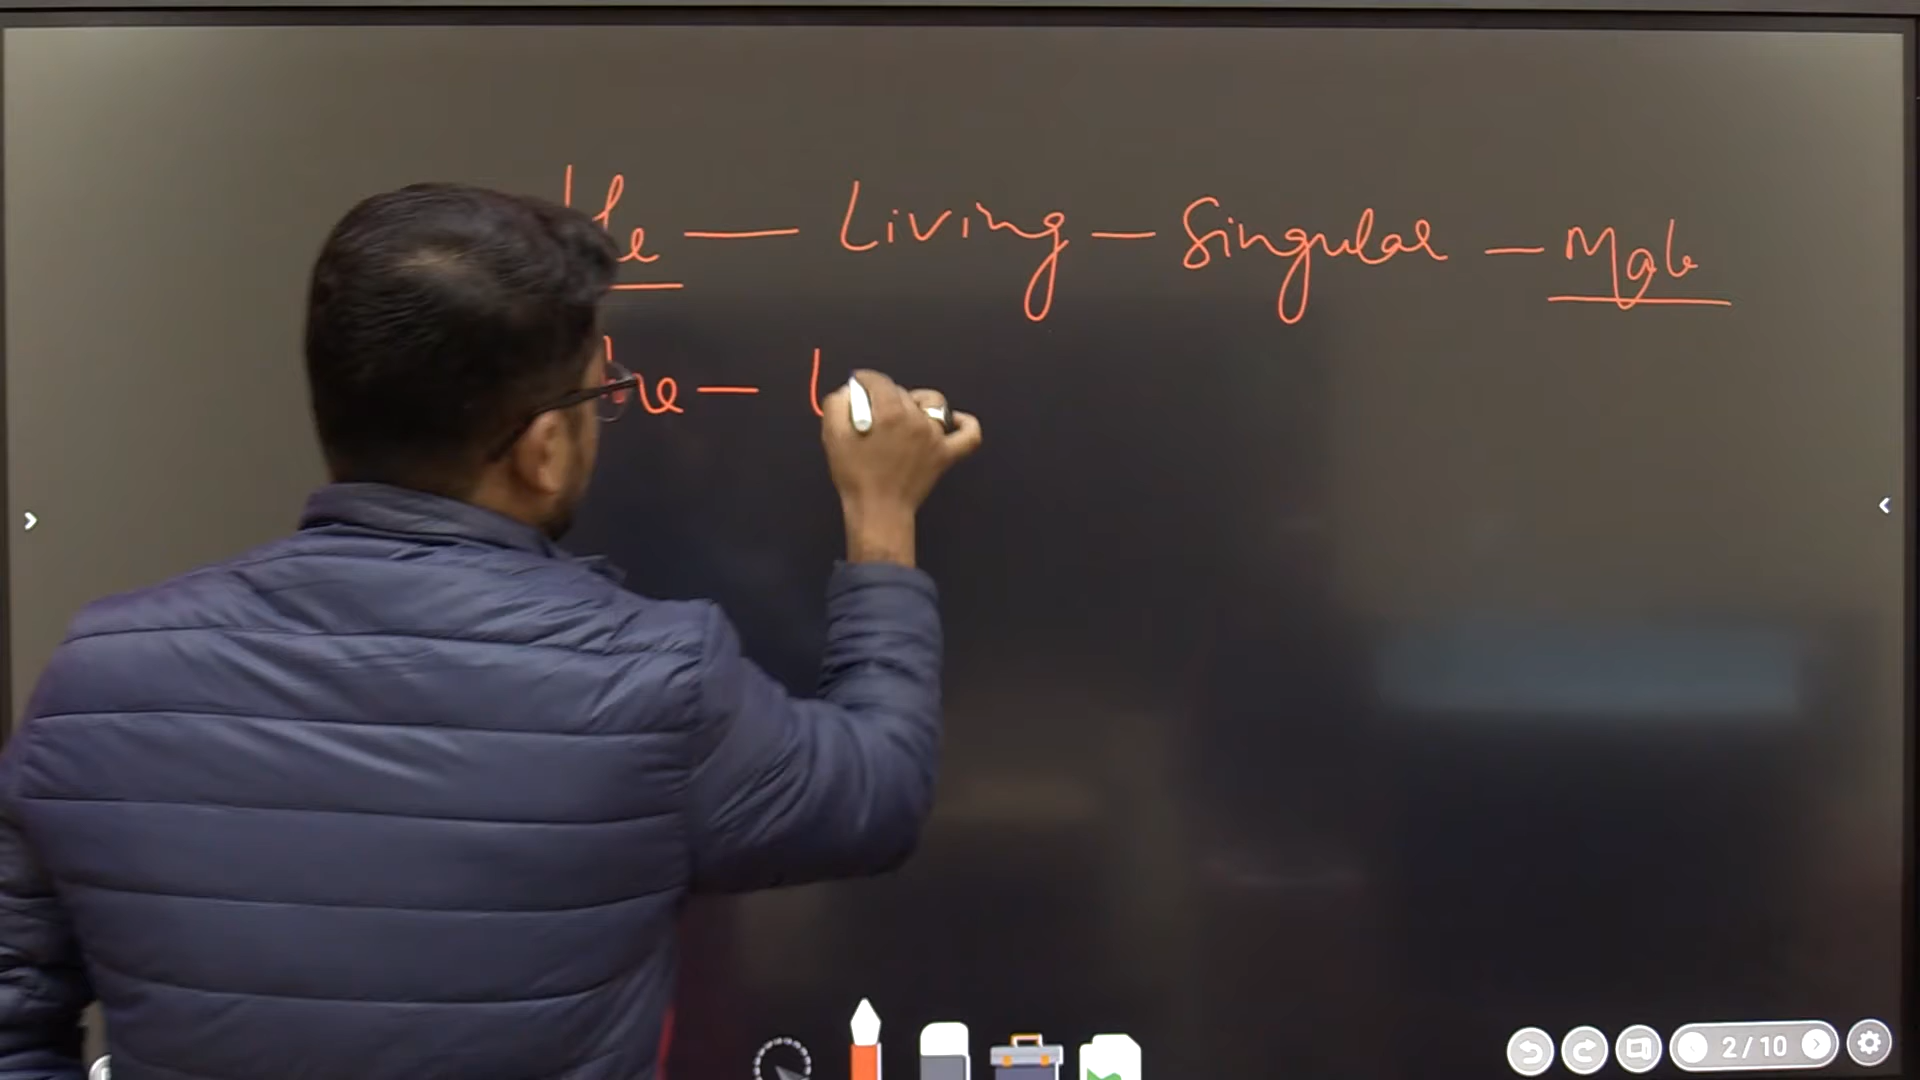 He — Living — Singular — Male
he — L
2/10